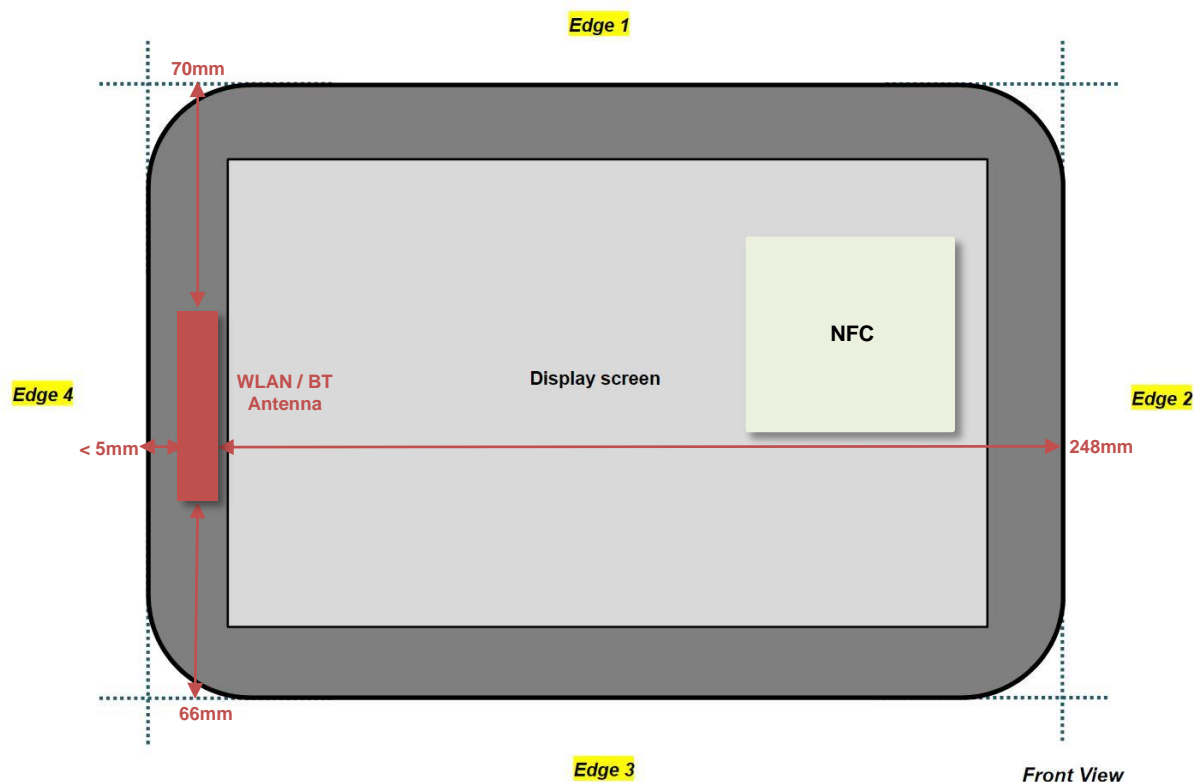 Edge 1
70mm
NFC
Display screen
WLAN / BT
Antenna
Edge 4
Edge 2
< 5mm
248mm
66mm
Edge 3
Front View